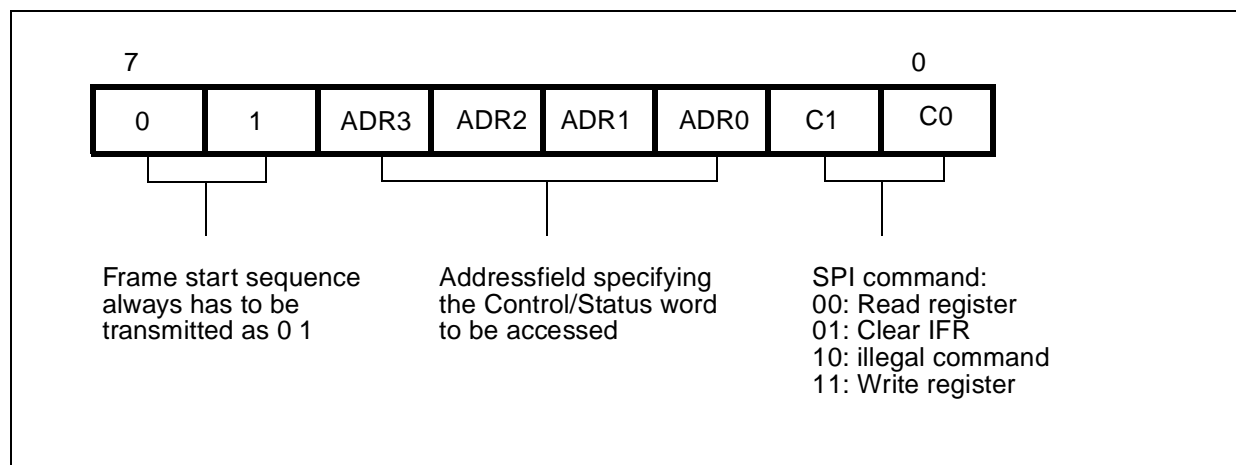 7 0
0 1 ADR3 ADR2 ADR1 ADR0 C1 C0
Frame start sequence
always has to be
transmitted as 0 1
Addressfield specifying
the Control/Status word
to be accessed
SPI command:
00: Read register
01: Clear IFR
10: illegal command
11: Write register